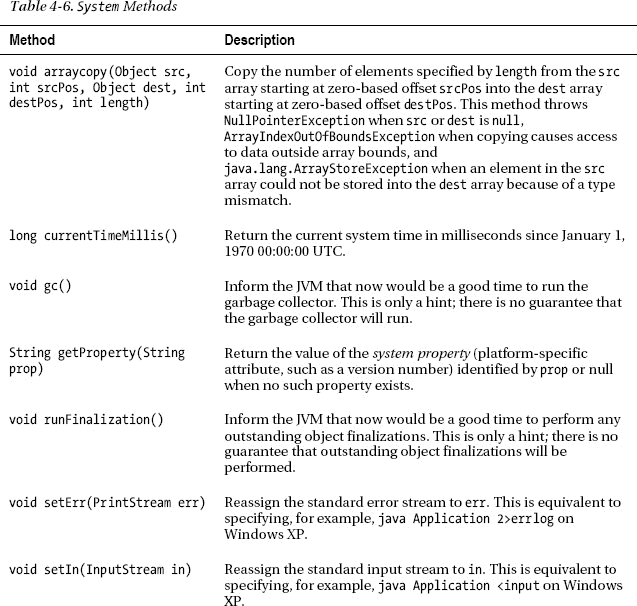 Table 4-6. System Methods
Method Description
void arraycopy(Object src, Copy the number of elements specified by length from the src
int srcPos, Object dest, int array starting at zero-based offset srcPos into the dest array
destPos, int length) starting at zero-based offset destPos. This method throws
NullPointerException when src or dest is null,
ArrayIndexOutOfBoundsException when copying causes access
to data outside array bounds, and
java.lang.ArrayStoreException when an element in the src
array could not be stored into the dest array because of a type
mismatch.
long currentTimeMillis() Return the current system time in milliseconds since January 1,
1970 00:00:00 UTC.
void gc() Inform the JVM that now would be a good time to run the
garbage collector. This is only a hint; there is no guarantee that
the garbage collector will run.
String getProperty(String Return the value of the system property (platform-specific
prop) attribute, such as a version number) identified by prop or null
when no such property exists.
void runFinalization() Inform the JVM that now would be a good time to perform any
outstanding object finalizations. This is only a hint; there is no
guarantee that outstanding object finalizations will be
performed.
void setErr(PrintStream err) Reassign the standard error stream to err. This is equivalent to
specifying, for example, java Application 2>errlog on
Windows XP.
void setIn(InputStream in) Reassign the standard input stream to in. This is equivalent to
specifying, for example, java Application <input on Windows
XP.